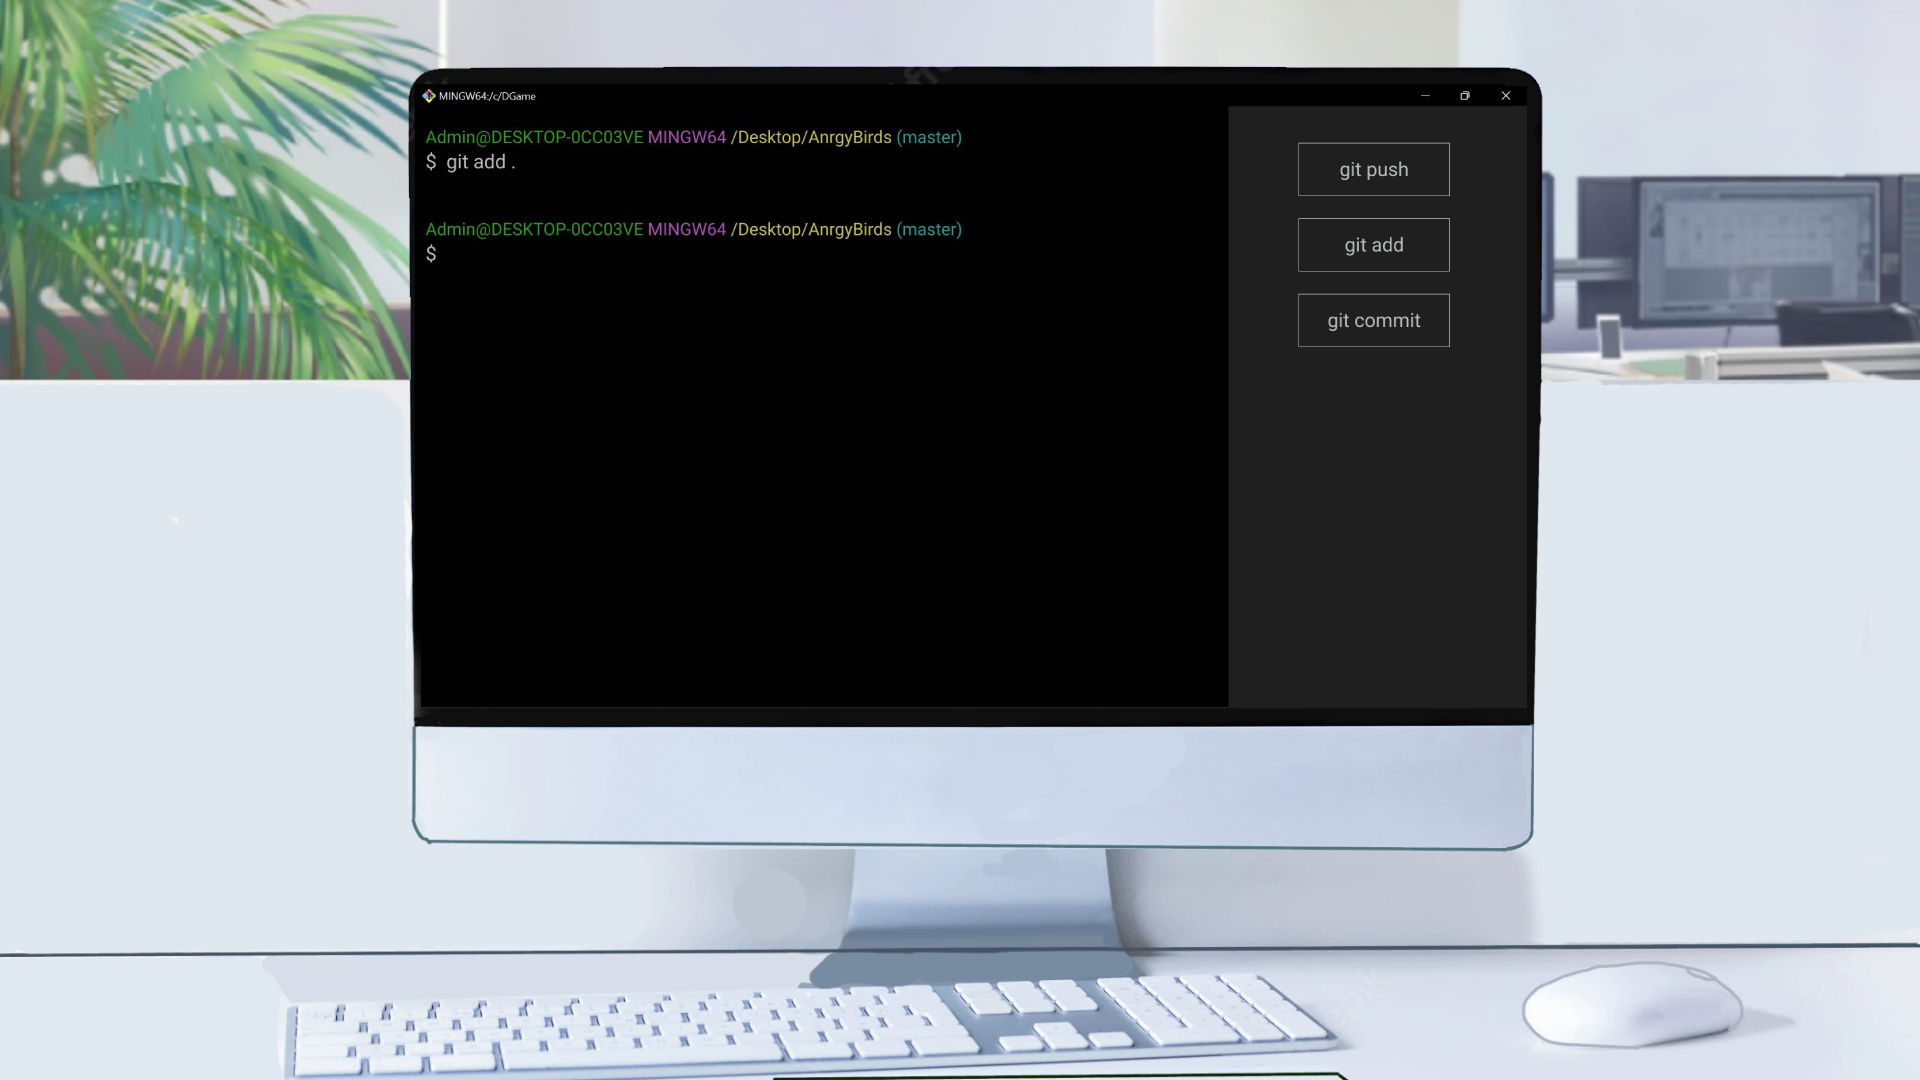 MINGW64:/c/DGame
Admin@DESKTOP-0CC03VE MINGW64 /Desktop/AnrgyBirds (master)
$ git add .
Admin@DESKTOP-0CC03VE MINGW64 /Desktop/AnrgyBirds (master)
$
git push
git add
git commit